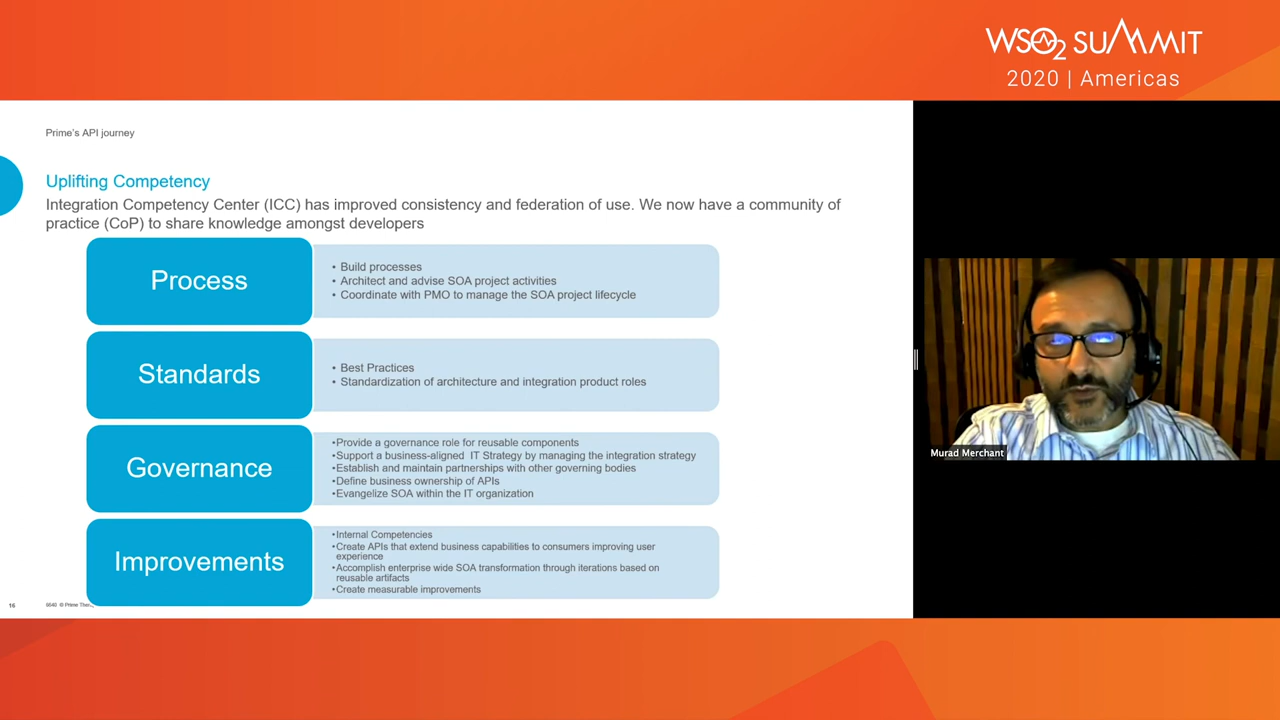 WSO2 SUMMIT
2020 | Americas
Prime's API journey
Uplifting Competency
Integration Competency Center (ICC) has improved consistency and federation of use. We now have a community of
practice (CoP) to share knowledge amongst developers
Process
• Build processes
• Architect and advise SOA project activities
• Coordinate with PMO to manage the SOA project lifecycle
Standards
• Best Practices
• Standardization of architecture and integration product roles
Governance
•Provide a governance role for reusable components
•Support a business-aligned IT Strategy by managing the integration strategy
•Establish and maintain partnerships with other governing bodies
•Define business ownership of APIs
•Evangelize SOA within the IT organization
Improvements
•Internal Competencies
•Create APIs that extend business capabilities to consumers improving user
experience
•Accomplish enterprise wide SOA transformation through iterations based on
reusable artifacts
•Create measurable improvements
16
© Prime
Murad Merchant